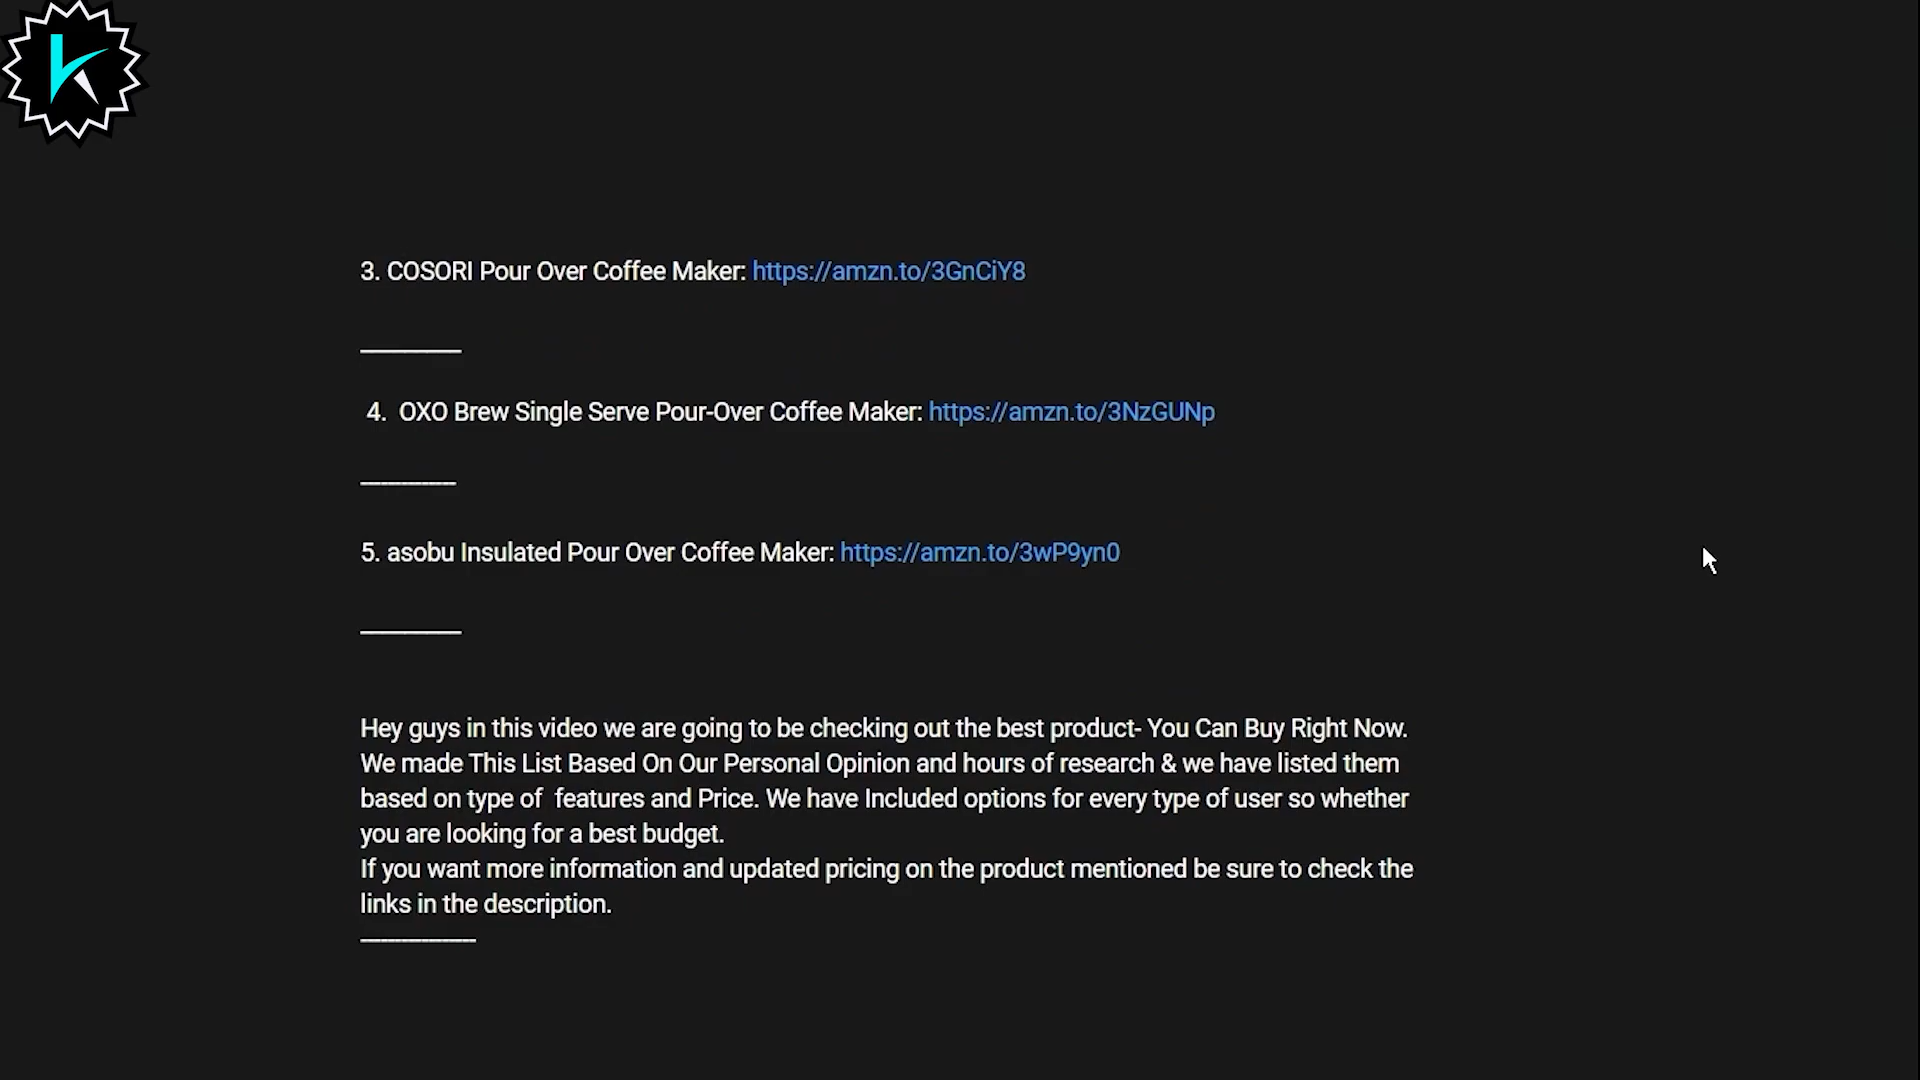 3. COSORI Pour Over Coffee Maker: https://amzn.to/3GnCiY8
4.  OXO Brew Single Serve Pour-Over Coffee Maker: https://amzn.to/3NzGUNp
5. asobu Insulated Pour Over Coffee Maker: https://amzn.to/3wP9yn0
Hey guys in this video we are going to be checking out the best product- You Can Buy Right Now.
We made This List Based On Our Personal Opinion and hours of research & we have listed them
based on type of  features and Price. We have Included options for every type of user so whether
you are looking for a best budget.
If you want more information and updated pricing on the product mentioned be sure to check the
links in the description.